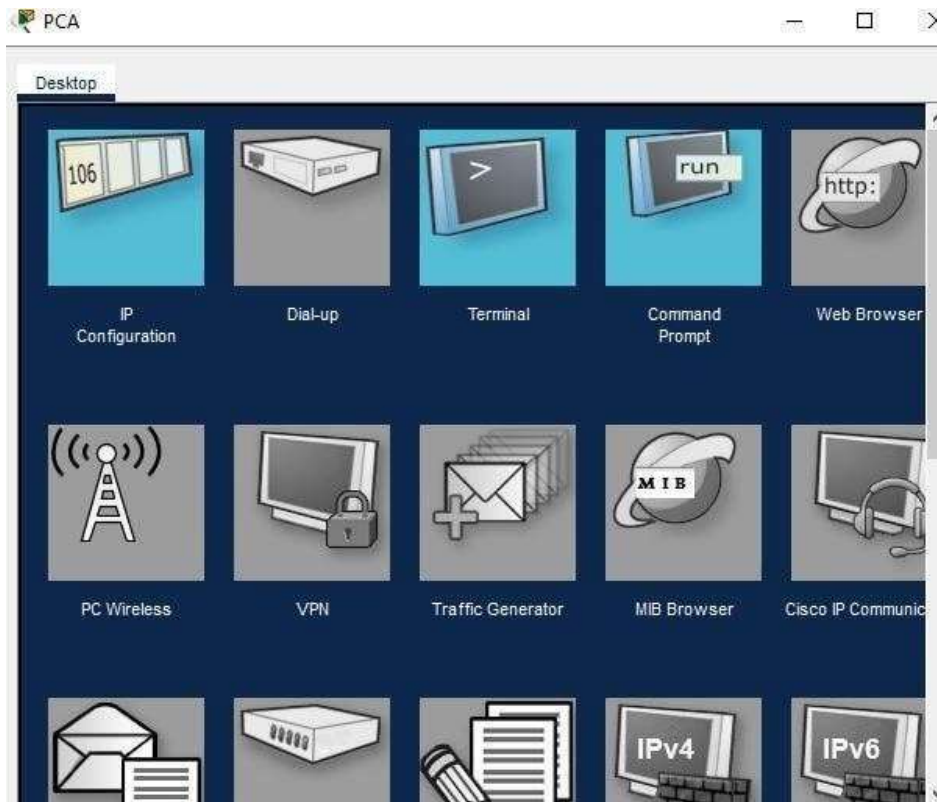 PCA
Desktop
106
>
run
http:
IP
Configuration
Dial-up
Terminal
Command
Prompt
Web Browser
MIB
PC Wireless
VPN
Traffic Generator
MIB Browser
Cisco IP Communic
IPv4
IPv6